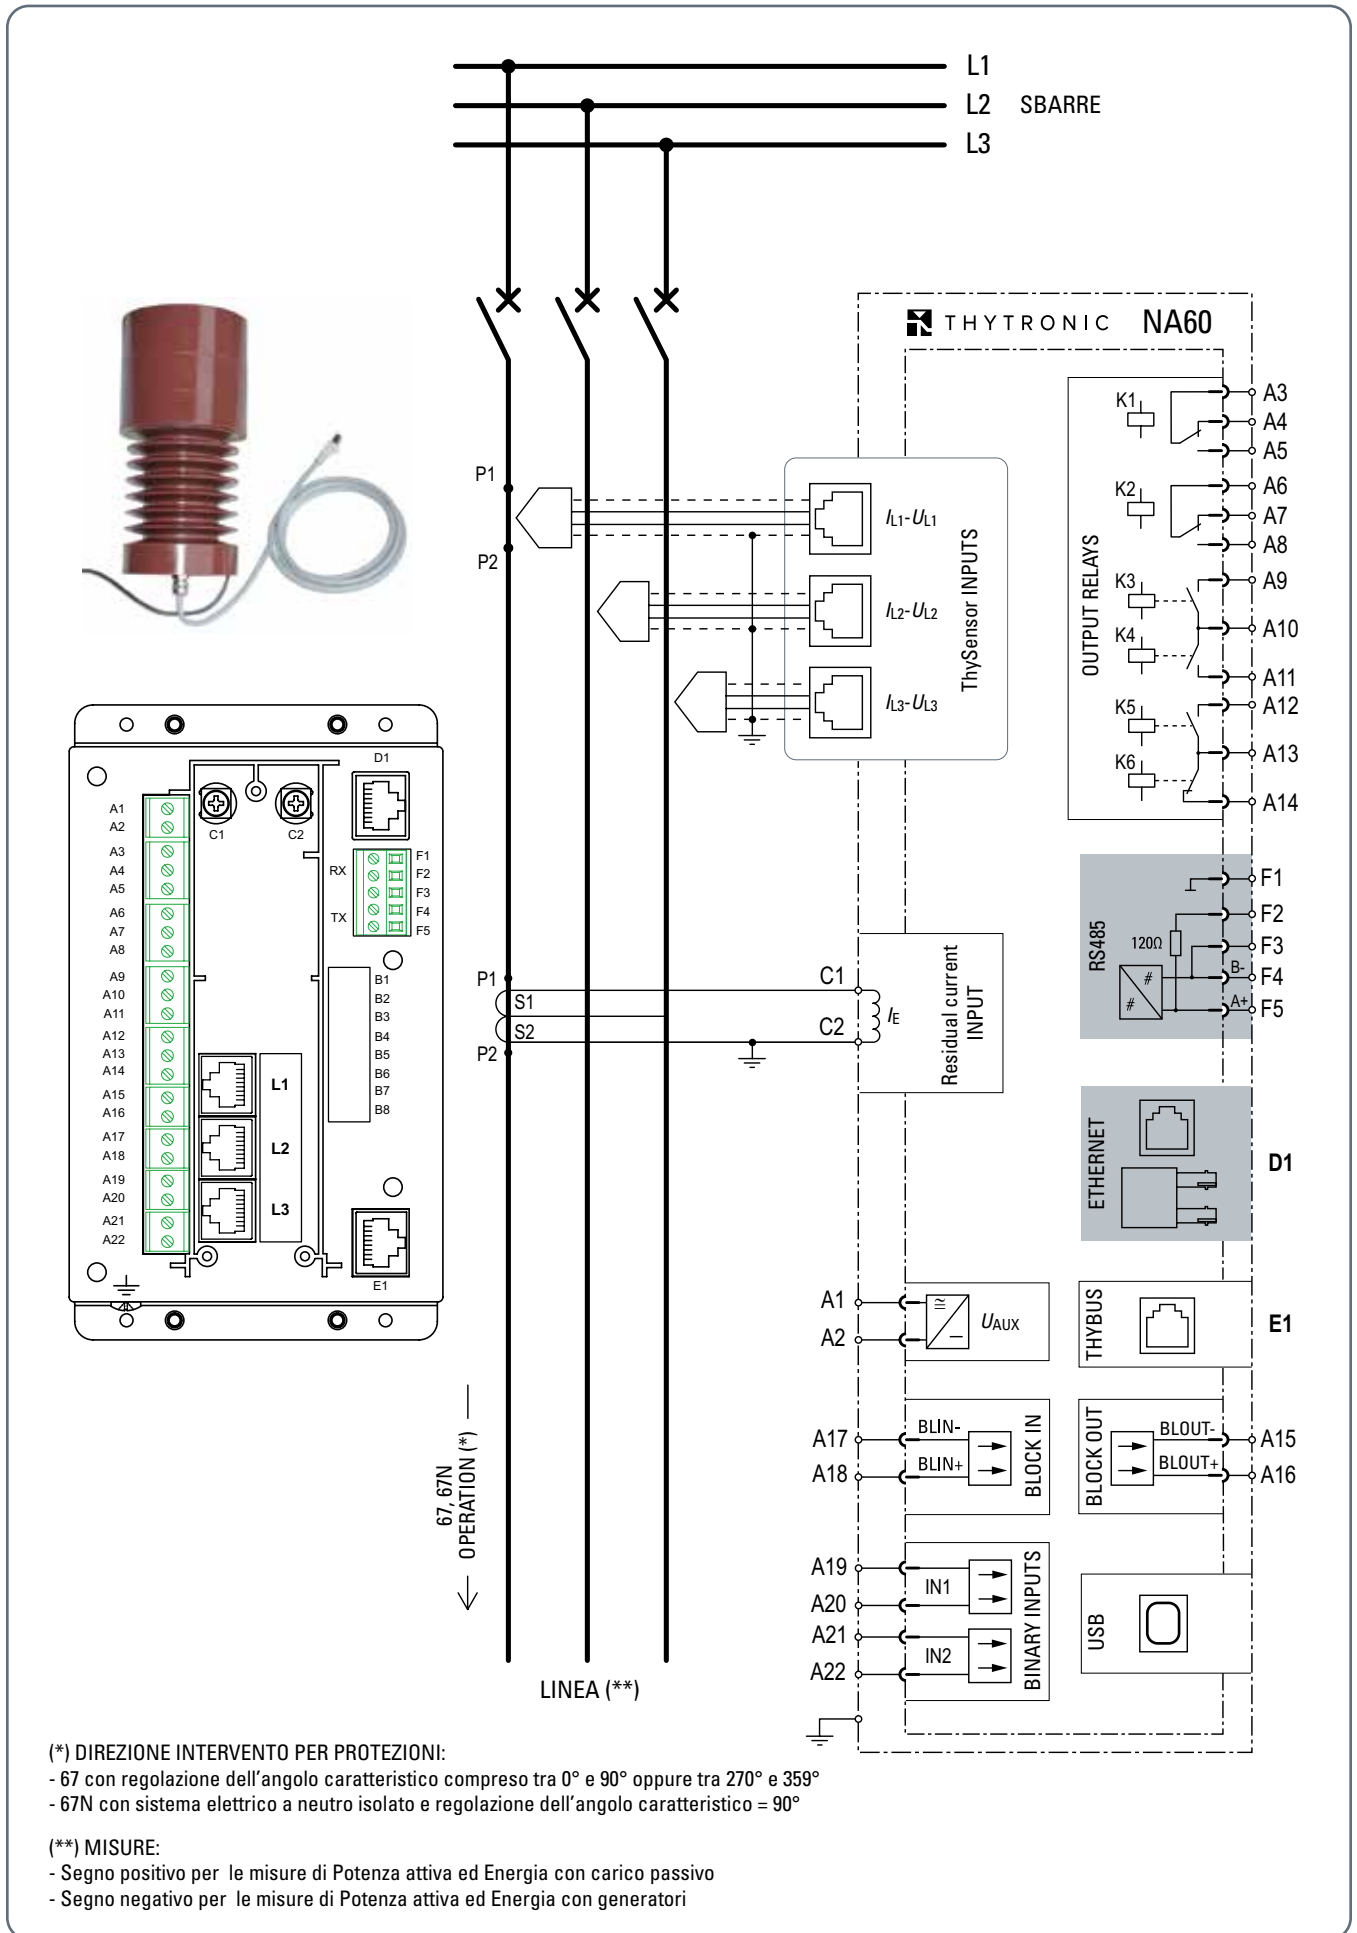 L1
L2 SBARRE
L3
THYTRONIC NA60
K1
A3
A4
A5
K2
A6
A7
A8
K3
A9
K4
A10
A11
K5
A12
A13
K6
A14
OUTPUT RELAYS
P1
P2
IL1-UL1
IL2-UL2
IL3-UL3
ThySensor INPUTS
D1
C1
C2
A1
A2
A3
A4
A5
A6
A7
A8
A9
A10
A11
A12
A13
A14
A15
A16
A17
A18
A19
A20
A21
A22
RX
TX
F1
F2
F3
F4
F5
B1
B2
B3
B4
B5
B6
B7
B8
L1
L2
L3
E1
RS485
120Ω
# #
B-
A+
F1
F2
F3
F4
F5
P1
S1
S2
P2
C1
C2
IE
Residual current
INPUT
ETHERNET
D1
A1
A2
≅
–
UAUX
THYBUS
E1
A17
A18
BLIN-
BLIN+
BLOCK IN
BLOCK OUT
BLOUT-
BLOUT+
A15
A16
A19
A20
A21
A22
IN1
IN2
BINARY INPUTS
USB
67, 67N
OPERATION (*)
LINEA (**)
(*) DIREZIONE INTERVENTO PER PROTEZIONI:
- 67 con regolazione dell'angolo caratteristico compreso tra 0° e 90° oppure tra 270° e 359°
- 67N con sistema elettrico a neutro isolato e regolazione dell'angolo caratteristico = 90°
(**) MISURE:
- Segno positivo per le misure di Potenza attiva ed Energia con carico passivo
- Segno negativo per le misure di Potenza attiva ed Energia con generatori